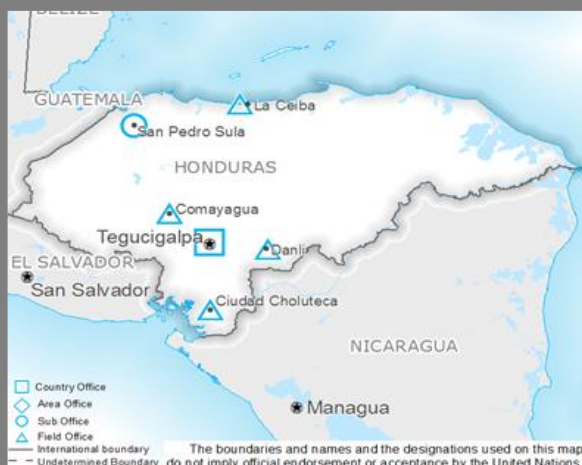 BELIZE
GUATEMALA
La Ceiba
San Pedro Sula
HONDURAS
Comayagua
Tegucigalpa
Danlí
EL SALVADOR
San Salvador
Ciudad Choluteca
NICARAGUA
Managua
Country Office
Area Office
Sub Office
Field Office
International boundary
Undetermined Boundary
The boundaries and names and the designations used on this map
do not imply official endorsement or acceptance by the United Nations